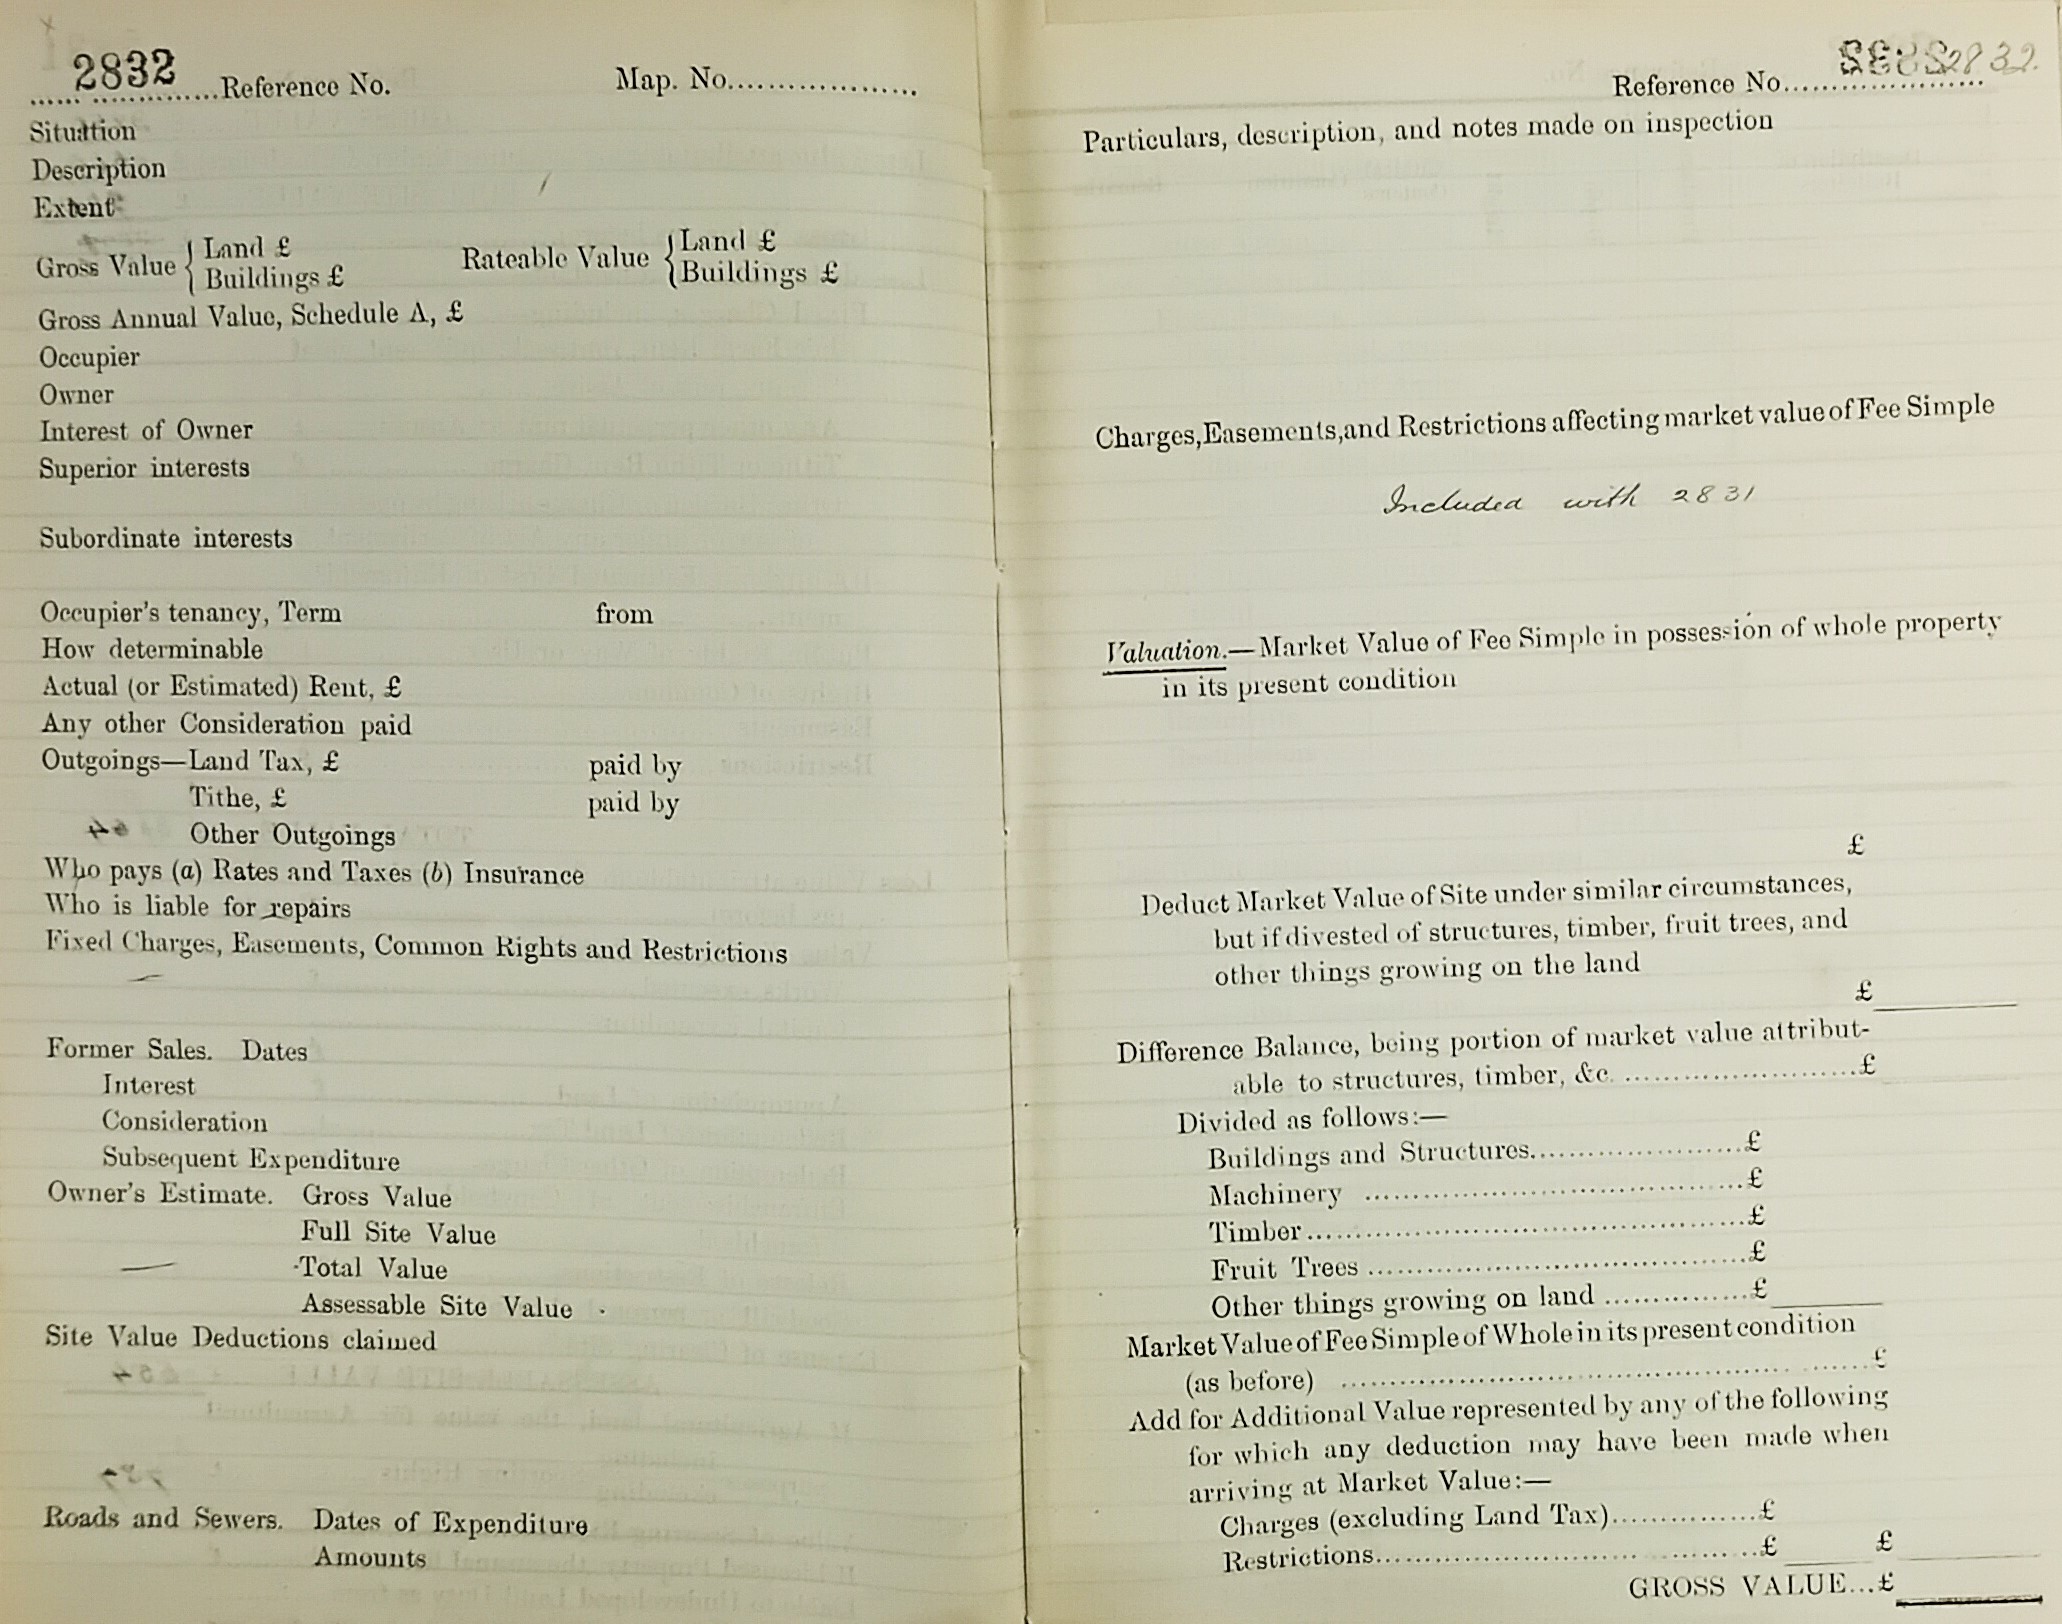 2832 Reference No. Map. No...................
Situation
Description
Extent
Gross Value { Land £ Rateable Value { Land £
Buildings £ Buildings £
Gross Annual Value, Schedule A, £
Occupier
Owner
Interest of Owner
Superior interests
Subordinate interests
Occupier's tenancy, Term from
How determinable
Actual (or Estimated) Rent, £
Any other Consideration paid
Outgoings—Land Tax, £ paid by
Tithe, £ paid by
Other Outgoings
Who pays (a) Rates and Taxes (b) Insurance
Who is liable for repairs
Fixed Charges, Easements, Common Rights and Restrictions
Former Sales. Dates
Interest
Consideration
Subsequent Expenditure
Owner's Estimate. Gross Value
Full Site Value
Total Value
Assessable Site Value
Site Value Deductions claimed
Roads and Sewers. Dates of Expenditure
Amounts
Reference No. 2832.
Particulars, description, and notes made on inspection
Charges, Easements, and Restrictions affecting market value of Fee Simple
Included with 2831
Valuation.—Market Value of Fee Simple in possession of whole property
in its present condition
£
Deduct Market Value of Site under similar circumstances,
but if divested of structures, timber, fruit trees, and
other things growing on the land
£
Difference Balance, being portion of market value attribut-
able to structures, timber, &c. ........................£
Divided as follows:—
Buildings and Structures......................£
Machinery ......................................£
Timber............................................£
Fruit Trees ......................................£
Other things growing on land ...............£
Market Value of Fee Simple of Whole in its present condition
(as before) ......................................................£
Add for Additional Value represented by any of the following
for which any deduction may have been made when
arriving at Market Value:—
Charges (excluding Land Tax)...............£
Restrictions.......................................£ £
GROSS VALUE...£